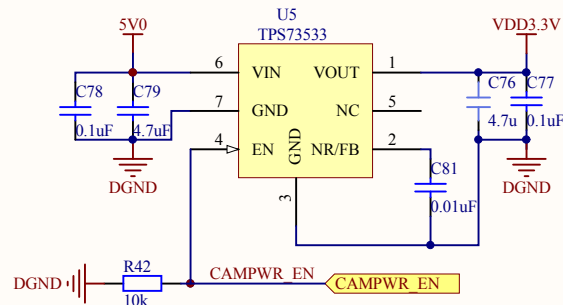 U5
TPS73533
5V0
VDD3.3V
6
VIN
VOUT
1
C78
C79
C76
C77
7
GND
NC
5
0.1uF
4.7uF
4.7u
0.1uF
4
EN
GND
NR/FB
2
DGND
DGND
C81
0.01uF
3
R42
DGND
CAMPWR_EN
CAMPWR_EN
10k